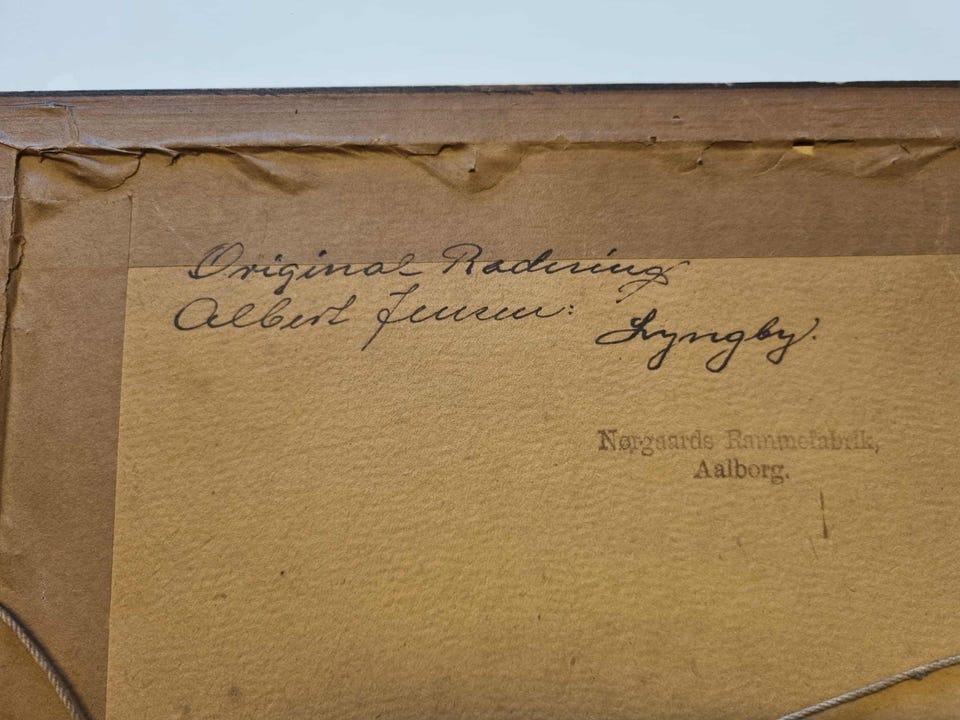 Original Radering
Albert Jensen:
Lyngby.
Nørgaards Rammefabrik,
Aalborg.